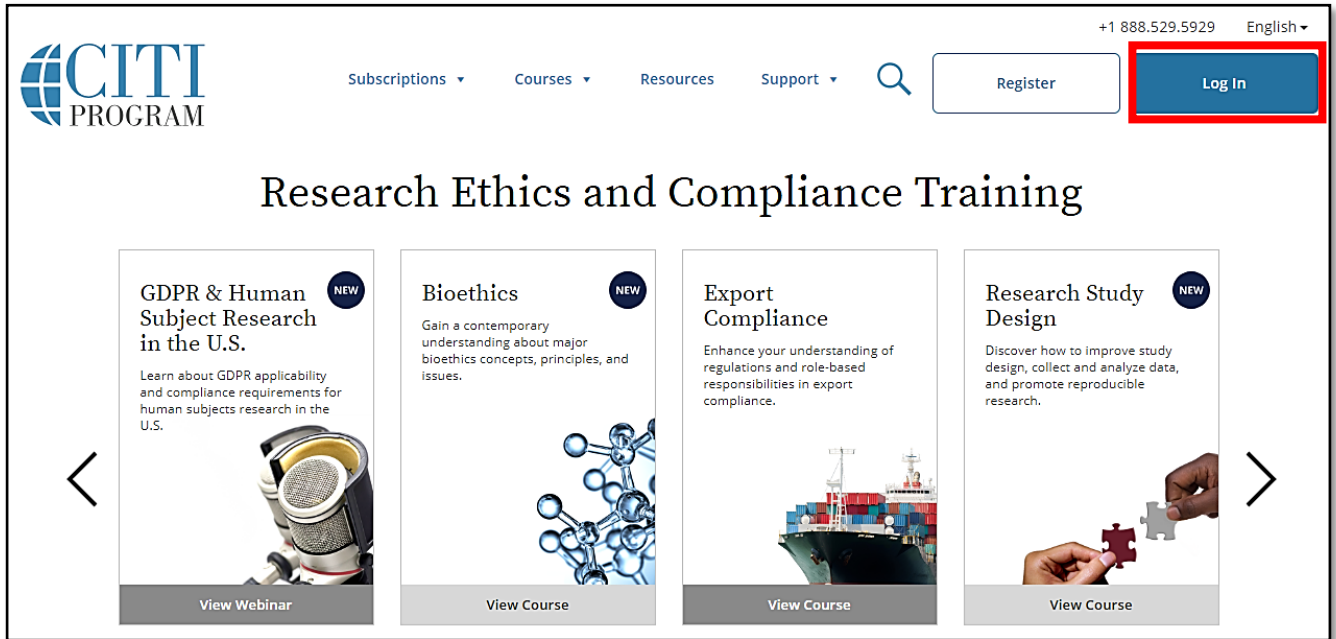 +1 888.529.5929 English
CITI
PROGRAM
Subscriptions Courses Resources Support Register Log In
Research Ethics and Compliance Training
GDPR & Human
Subject Research
in the U.S.
NEW
Learn about GDPR applicability
and compliance requirements for
human subjects research in the
U.S.
View Webinar
Bioethics
NEW
Gain a contemporary
understanding about major
bioethics concepts, principles, and
issues.
View Course
Export
Compliance
Enhance your understanding of
regulations and role-based
responsibilities in export
compliance.
View Course
Research Study
Design
NEW
Discover how to improve study
design, collect and analyze data,
and promote reproducible
research.
View Course